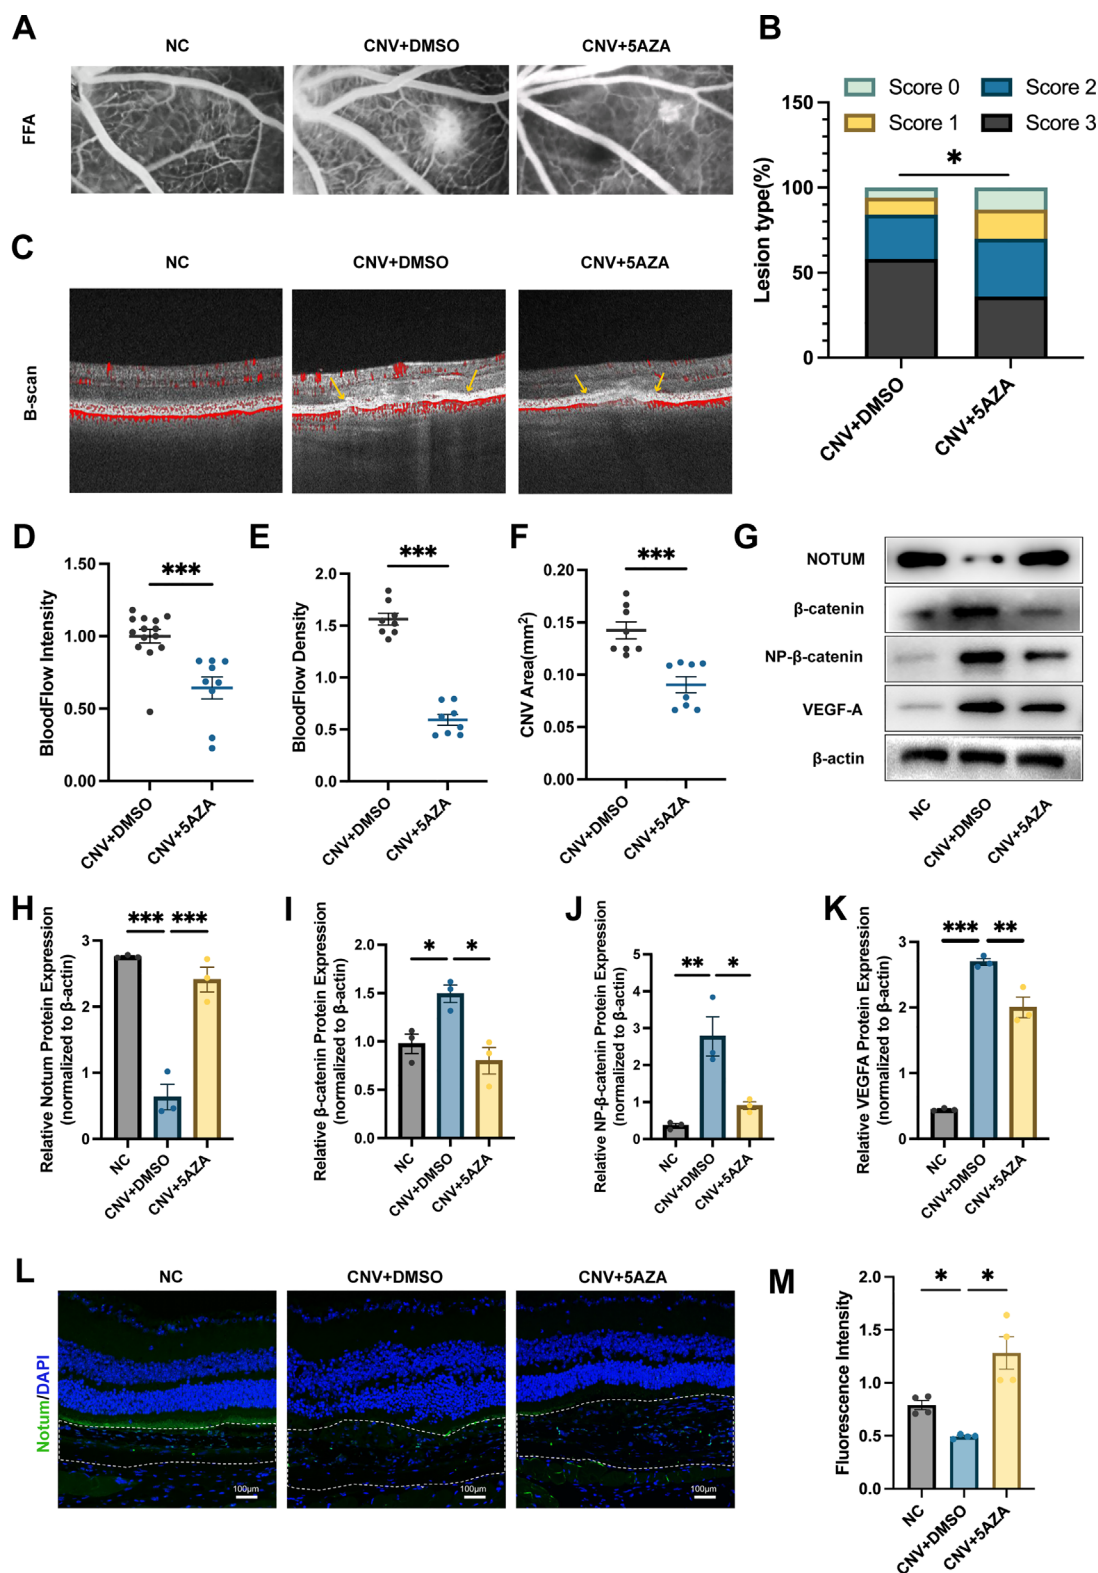 A
NC
CNV+DMSO
CNV+5AZA
FFA
B
Score 0
Score 2
Score 1
Score 3
Lesion type(%)
150
100
50
0
*
CNV+DMSO
CNV+5AZA
C
NC
CNV+DMSO
CNV+5AZA
B-scan
D
BloodFlow Intensity
1.50
1.00
0.50
0.00
***
CNV+DMSO
CNV+5AZA
E
BloodFlow Density
2.0
1.5
1.0
0.5
0.0
***
CNV+DMSO
CNV+5AZA
F
CNV Area(mm²)
0.20
0.15
0.10
0.05
0.00
***
CNV+DMSO
CNV+5AZA
G
NOTUM
β-catenin
NP-β-catenin
VEGF-A
β-actin
NC
CNV+DMSO
CNV+5AZA
H
Relative Notum Protein Expression
(normalized to β-actin)
3
2
1
0
*** ***
NC
CNV+DMSO
CNV+5AZA
I
Relative β-catenin Protein Expression
(normalized to β-actin)
2.0
1.5
1.0
0.5
0.0
* *
NC
CNV+DMSO
CNV+5AZA
J
Relative NP-β-catenin Protein Expression
(normalized to β-actin)
5
4
3
2
1
0
** *
NC
CNV+DMSO
CNV+5AZA
K
Relative VEGFA Protein Expression
(normalized to β-actin)
3
2
1
0
*** **
NC
CNV+DMSO
CNV+5AZA
L
NC
CNV+DMSO
CNV+5AZA
Notum/DAPI
100μm
100μm
100μm
M
Fluorescence Intensity
2.0
1.5
1.0
0.5
0.0
* *
NC
CNV+DMSO
CNV+5AZA